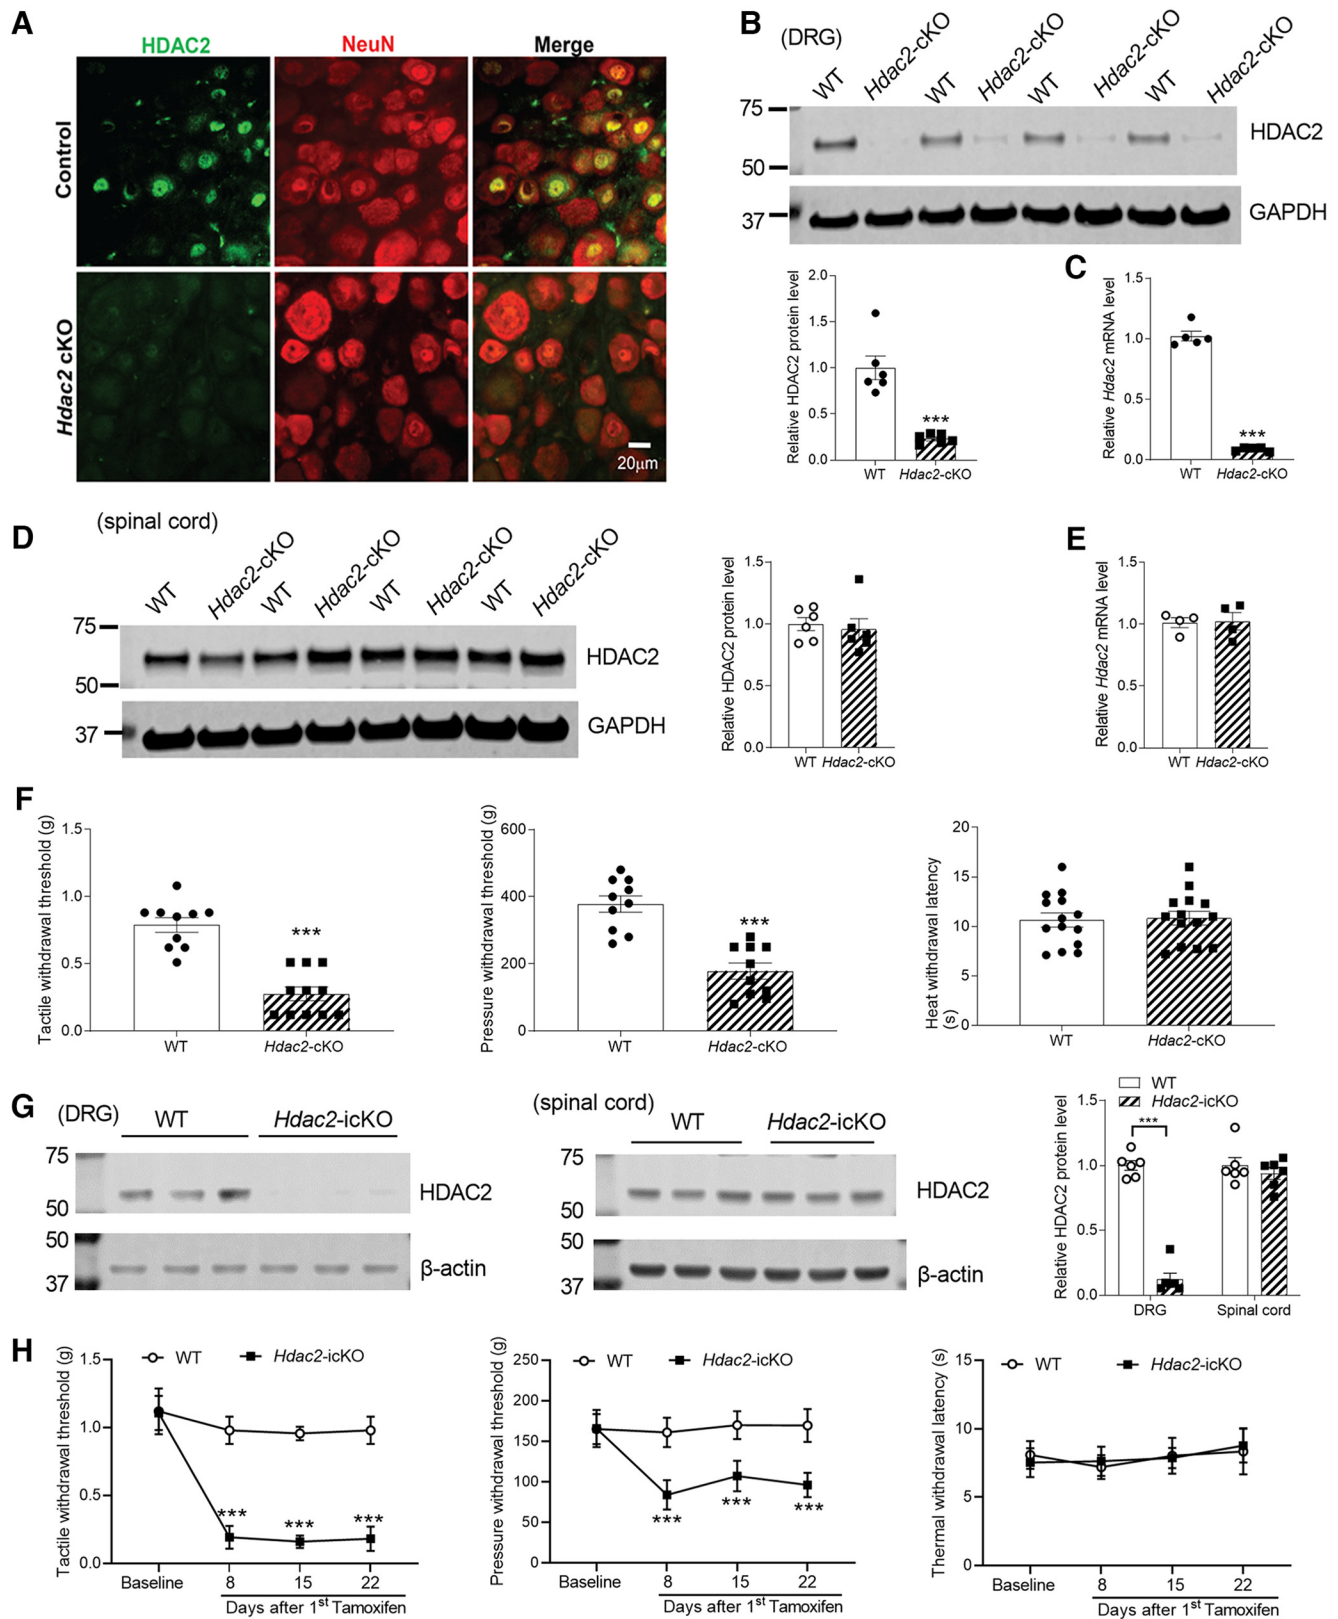 A
HDAC2
NeuN
Merge
Control
Hdac2 cKO
20μm
B
(DRG)
WT
Hdac2-cKO
WT
Hdac2-cKO
WT
Hdac2-cKO
WT
Hdac2-cKO
75
50
HDAC2
37
GAPDH
Relative HDAC2 protein level
2.0
1.5
1.0
0.5
0.0
***
WT
Hdac2-cKO
C
Relative Hdac2 mRNA level
1.5
1.0
0.5
0.0
***
WT
Hdac2-cKO
D
(spinal cord)
WT
Hdac2-cKO
WT
Hdac2-cKO
WT
Hdac2-cKO
WT
Hdac2-cKO
75
50
HDAC2
37
GAPDH
Relative HDAC2 protein level
1.5
1.0
0.5
0.0
WT
Hdac2-cKO
E
Relative Hdac2 mRNA level
1.5
1.0
0.5
0.0
WT
Hdac2-cKO
F
Tactile withdrawal threshold (g)
1.5
1.0
0.5
0.0
***
WT
Hdac2-cKO
Pressure withdrawal threshold (g)
600
400
200
0
***
WT
Hdac2-cKO
Heat withdrawal latency
(s)
20
15
10
5
0
WT
Hdac2-cKO
G
(DRG)
WT
Hdac2-icKO
75
50
HDAC2
50
37
β-actin
(spinal cord)
WT
Hdac2-icKO
75
50
HDAC2
50
37
β-actin
WT
Hdac2-icKO
Relative HDAC2 protein level
1.5
1.0
0.5
0.0
***
DRG
Spinal cord
H
Tactile withdrawal threshold (g)
WT
Hdac2-icKO
1.5
1.0
0.5
0.0
***
***
***
Baseline
8
15
22
Days after 1st Tamoxifen
Pressure withdrawal threshold (g)
WT
Hdac2-icKO
250
200
150
100
50
0
***
***
***
Baseline
8
15
22
Days after 1st Tamoxifen
Thermal withdrawal latency (s)
WT
Hdac2-icKO
15
10
5
0
Baseline
8
15
22
Days after 1st Tamoxifen